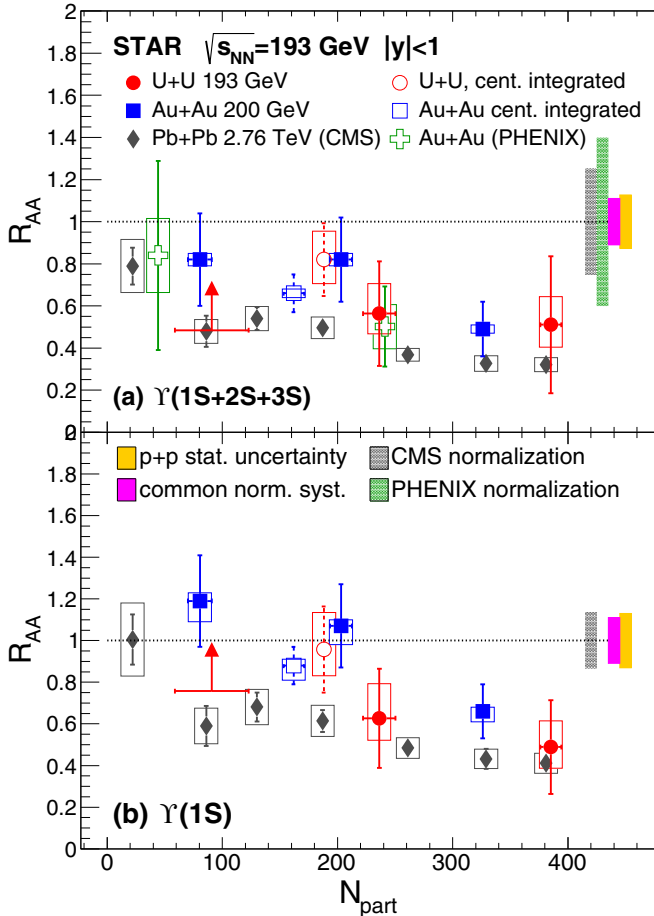 STAR √s_NN=193 GeV |y|<1
U+U 193 GeV
U+U, cent. integrated
Au+Au 200 GeV
Au+Au cent. integrated
Pb+Pb 2.76 TeV (CMS)
Au+Au (PHENIX)
2
1.8
1.6
1.4
1.2
1
0.8
0.6
0.4
0.2
0
R_AA
(a) ϒ(1S+2S+3S)
p+p stat. uncertainty
CMS normalization
common norm. syst.
PHENIX normalization
2
1.8
1.6
1.4
1.2
1
0.8
0.6
0.4
0.2
0
R_AA
(b) ϒ(1S)
0 100 200 300 400
N_part